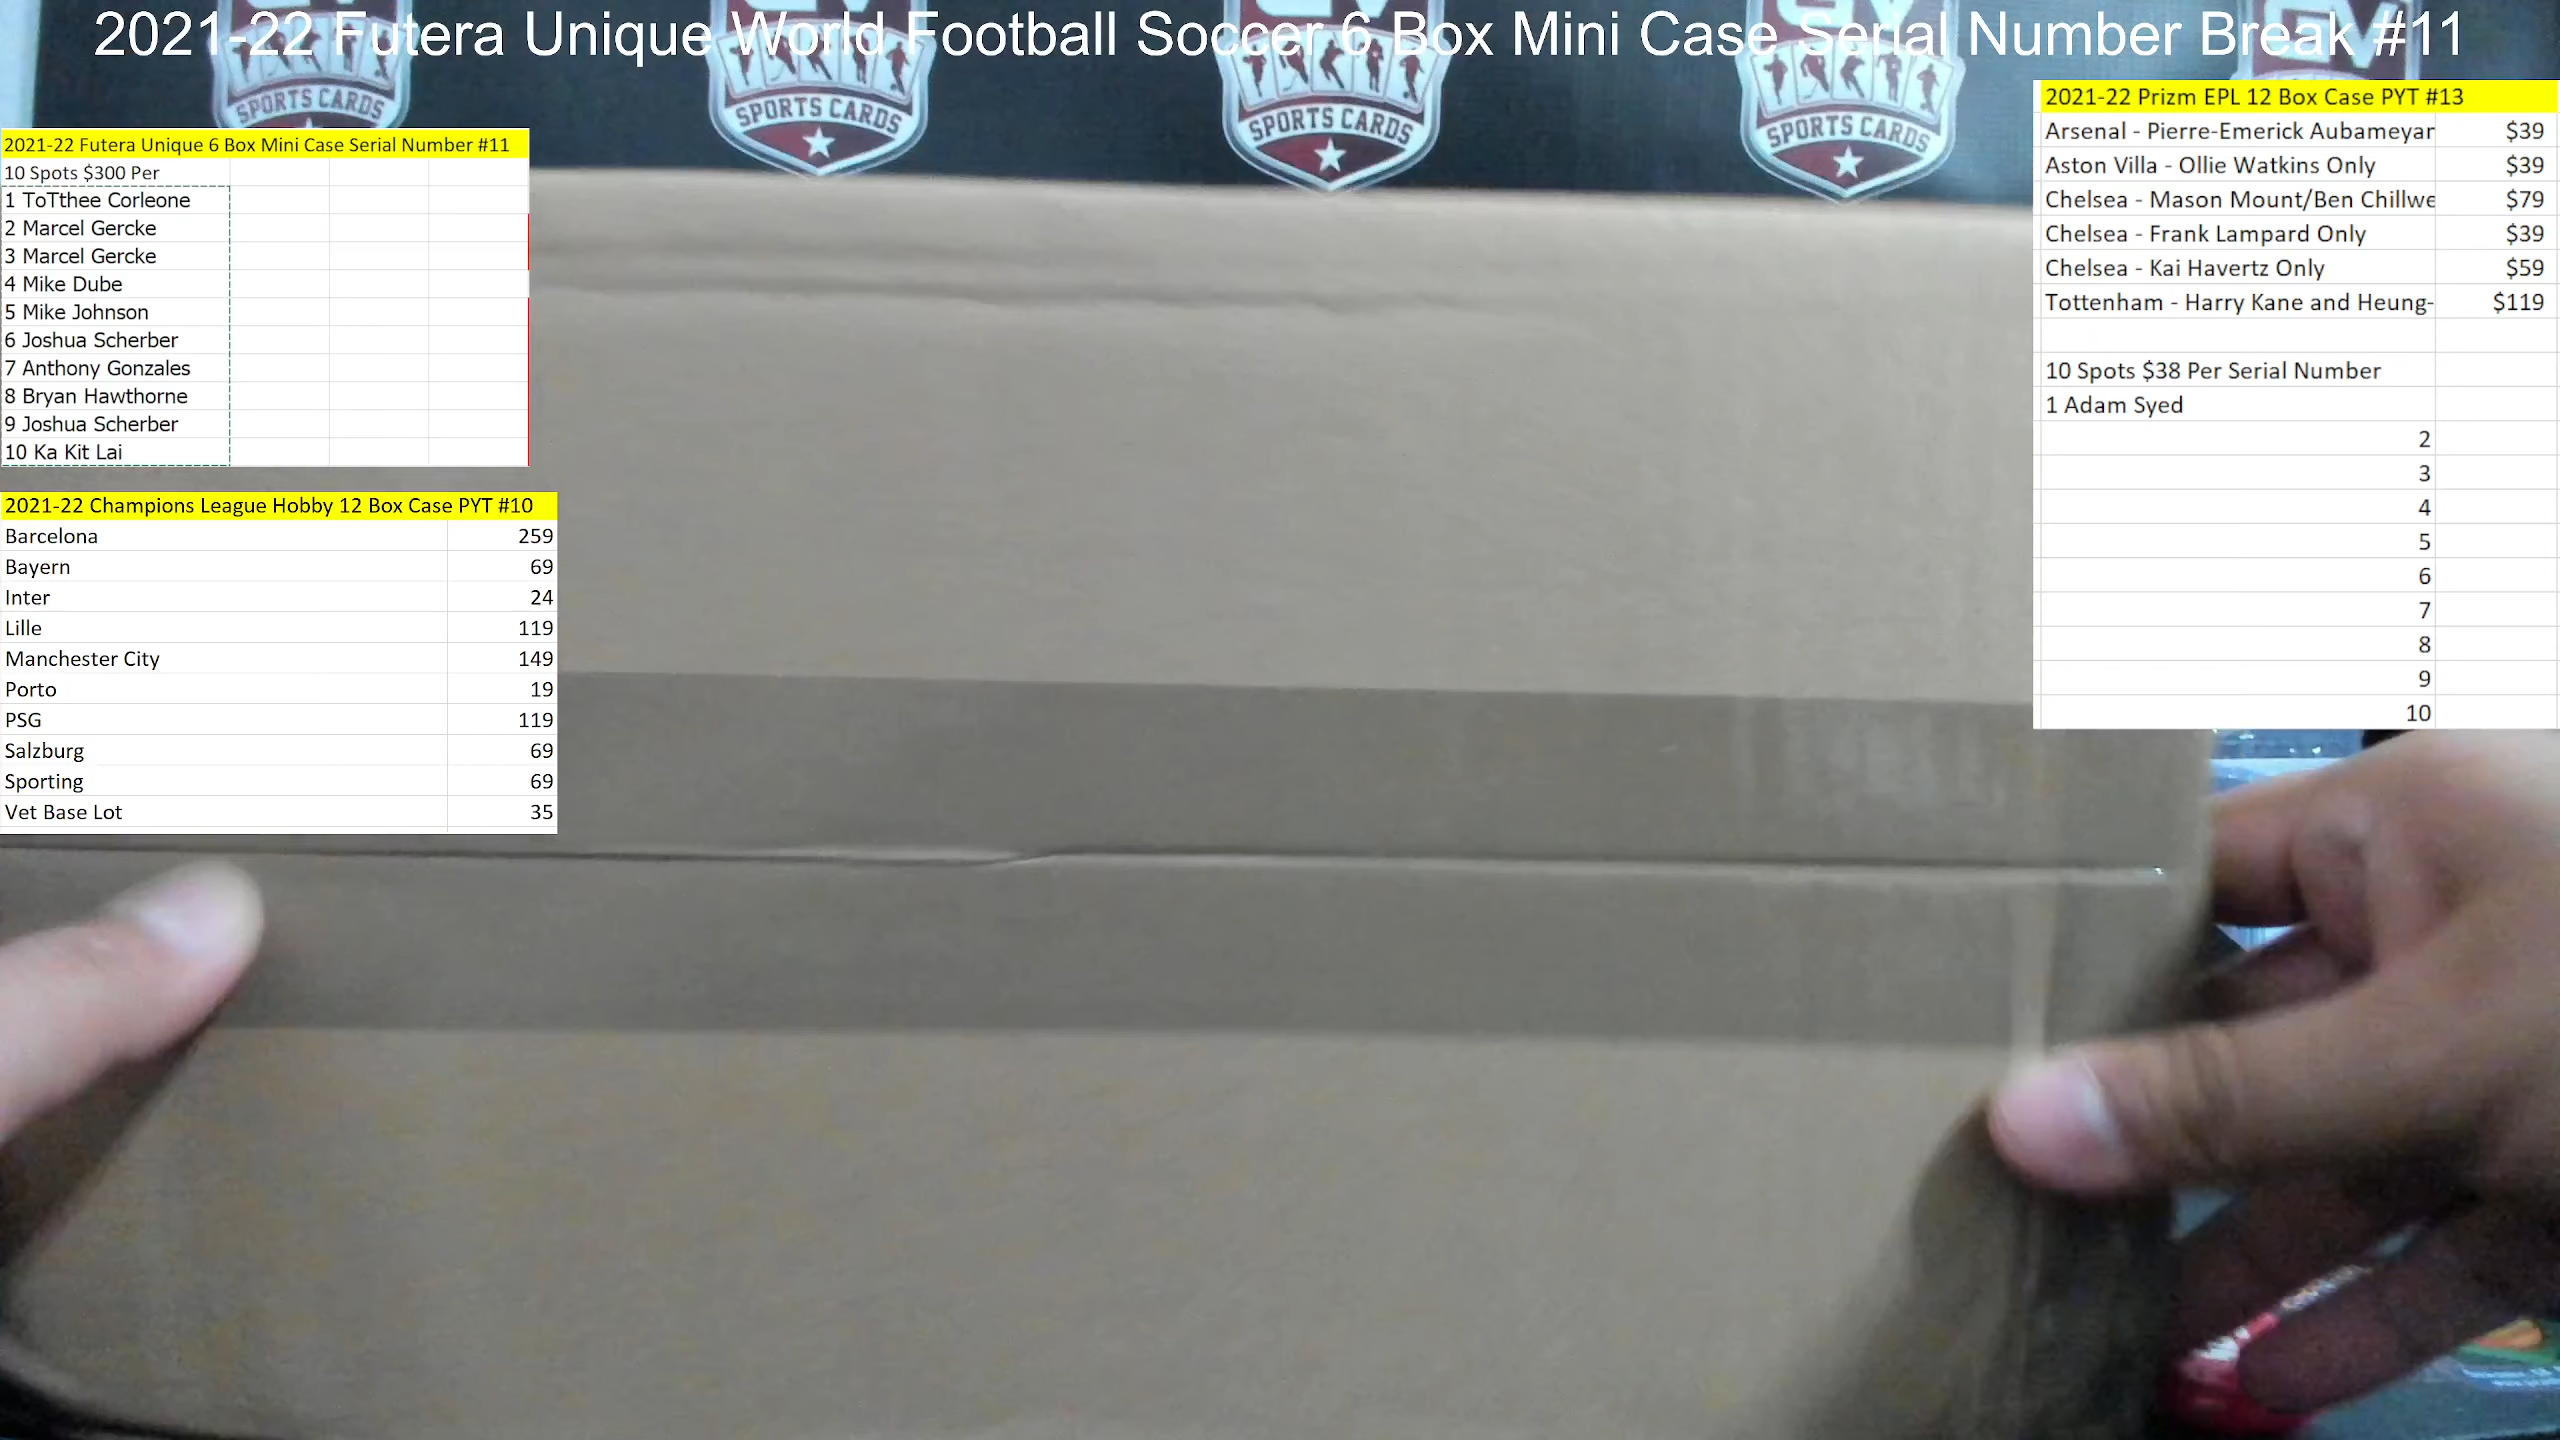 2021-22 Futera Unique World Football Soccer 6 Box Mini Case Serial Number Break #11
SPORTS CARDS
SPORTS CARDS
SPORTS CARDS
SPORTS CARDS
2021-22 Futera Unique 6 Box Mini Case Serial Number #11
10 Spots $300 Per
1 ToTthee Corleone
2 Marcel Gercke
3 Marcel Gercke
4 Mike Dube
5 Mike Johnson
6 Joshua Scherber
7 Anthony Gonzales
8 Bryan Hawthorne
9 Joshua Scherber
10 Ka Kit Lai
2021-22 Champions League Hobby 12 Box Case PYT #10
Barcelona 259
Bayern 69
Inter 24
Lille 119
Manchester City 149
Porto 19
PSG 119
Salzburg 69
Sporting 69
Vet Base Lot 35
2021-22 Prizm EPL 12 Box Case PYT #13
Arsenal - Pierre-Emerick Aubameyar $39
Aston Villa - Ollie Watkins Only $39
Chelsea - Mason Mount/Ben Chillwe $79
Chelsea - Frank Lampard Only $39
Chelsea - Kai Havertz Only $59
Tottenham - Harry Kane and Heung- $119
10 Spots $38 Per Serial Number
1 Adam Syed
2
3
4
5
6
7
8
9
10